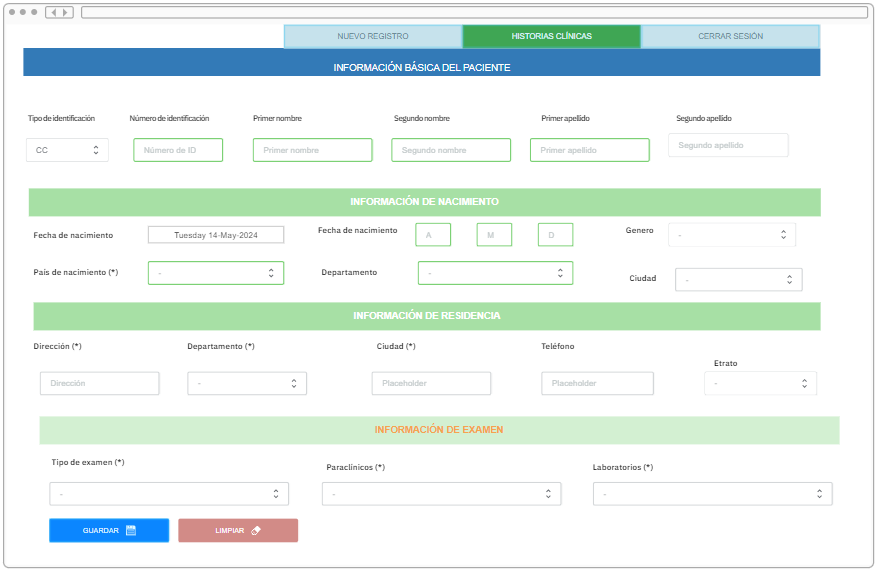 NUEVO REGISTRO HISTORIAS CLÍNICAS CERRAR SESIÓN
INFORMACIÓN BÁSICA DEL PACIENTE
Tipo de identificación Número de identificación Primer nombre Segundo nombre Primer apellido Segundo apellido
CC Número de ID Primer nombre Segundo nombre Primer apellido Segundo apellido
INFORMACIÓN DE NACIMIENTO
Fecha de nacimiento Tuesday 14-May-2024 Fecha de nacimiento A M D Genero -
País de nacimiento (*) - Departamento - Ciudad -
INFORMACIÓN DE RESIDENCIA
Dirección (*) Departamento (*) Ciudad (*) Teléfono Etrato
Dirección - Placeholder Placeholder -
INFORMACIÓN DE EXAMEN
Tipo de examen (*) Paraclínicos (*) Laboratorios (*)
- - -
GUARDAR LIMPIAR